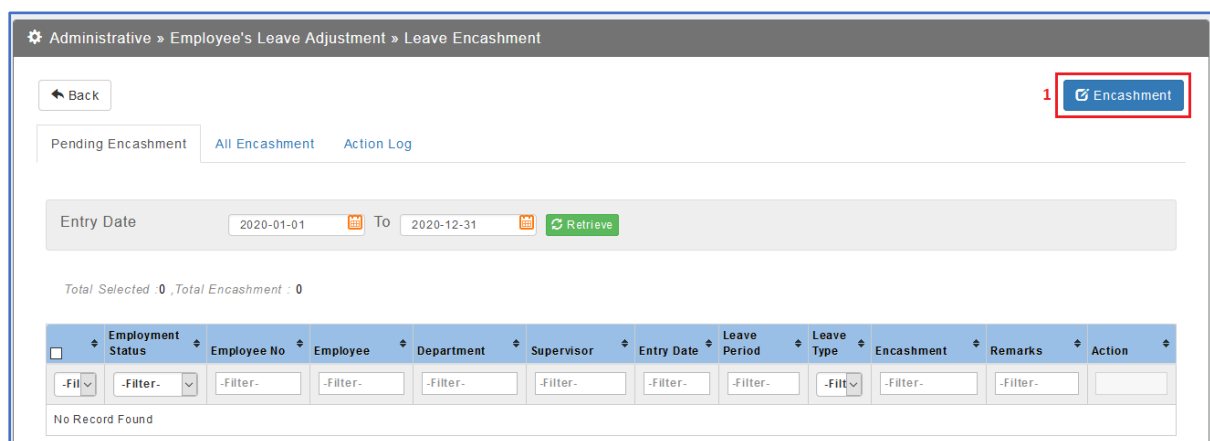 Administrative » Employee's Leave Adjustment » Leave Encashment
Back
1 Encashment
Pending Encashment All Encashment Action Log
Entry Date 2020-01-01 To 2020-12-31 Retrieve
Total Selected :0 ,Total Encashment : 0
Employment Status Employee No Employee Department Supervisor Entry Date Leave Period Leave Type Encashment Remarks Action
-Fil -Filter- -Filter- -Filter- -Filter- -Filter- -Filter- -Filter- -Filt -Filter- -Filter-
No Record Found